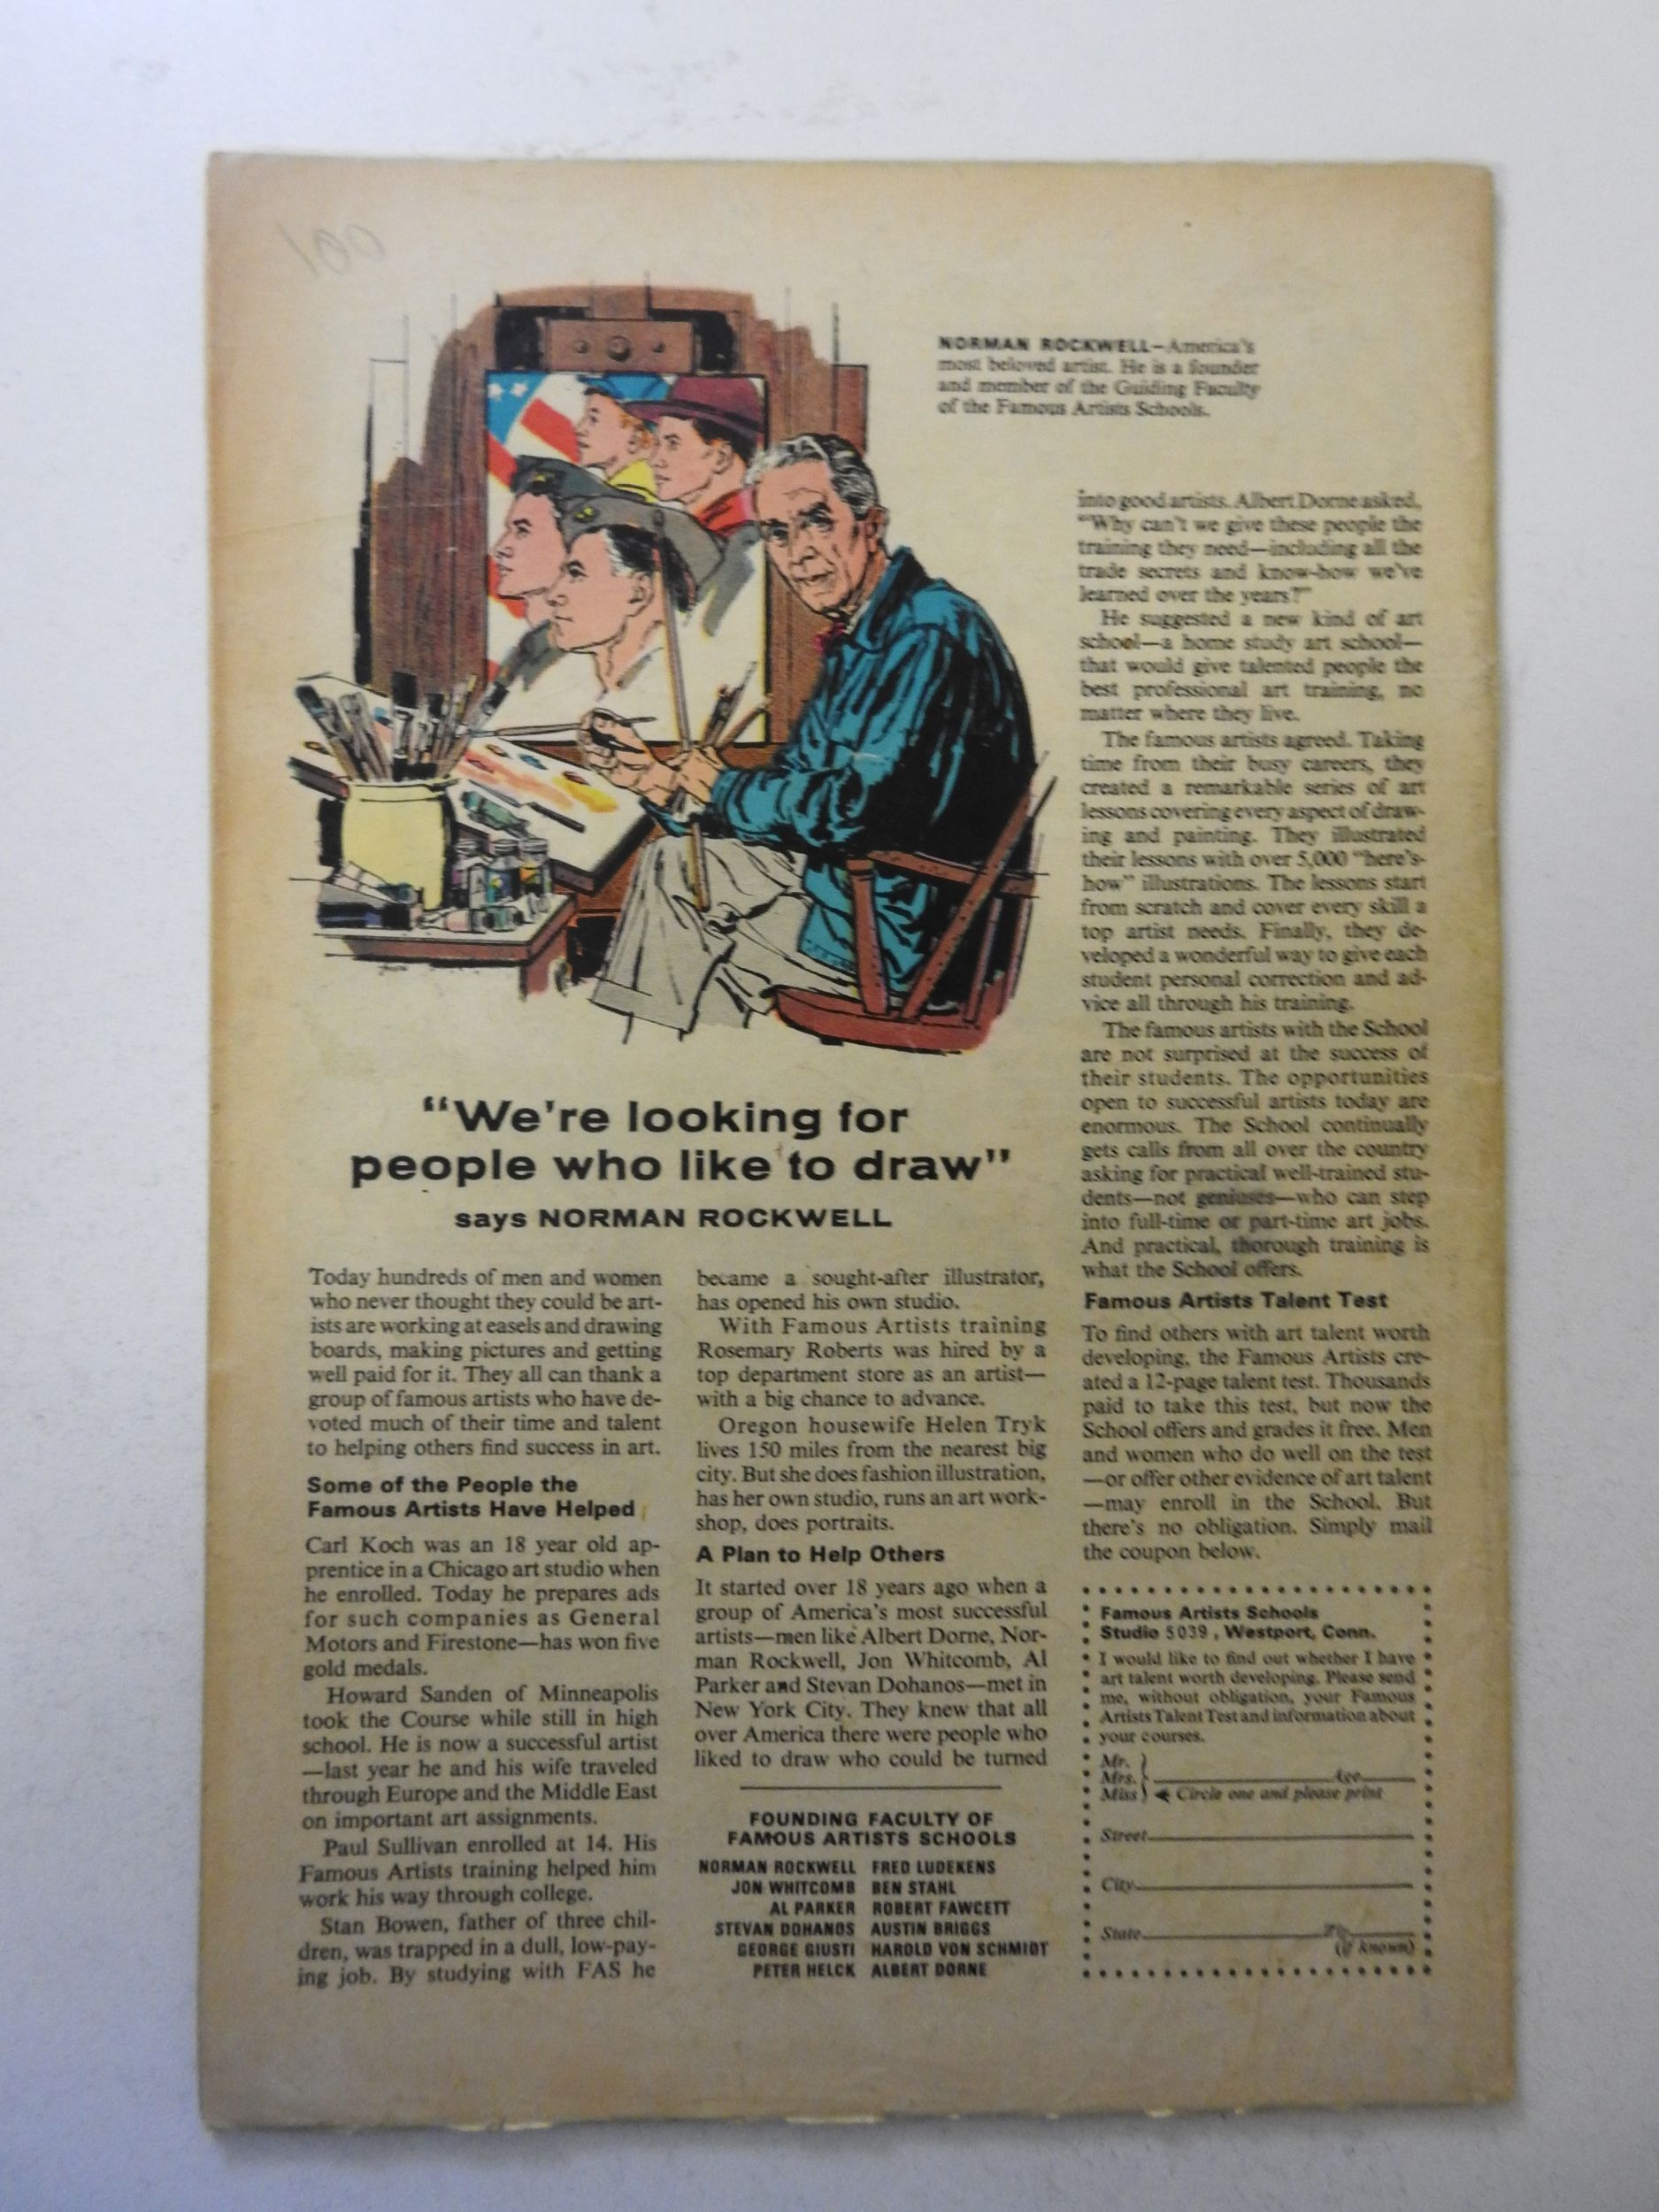 100
NORMAN ROCKWELL—America's
most beloved artist. He is a founder
and member of the Guiding Faculty
of the Famous Artists Schools.
"We're looking for
people who like to draw"
says NORMAN ROCKWELL
Today hundreds of men and women
who never thought they could be art-
ists are working at easels and drawing
boards, making pictures and getting
well paid for it. They all can thank a
group of famous artists who have de-
voted much of their time and talent
to helping others find success in art.
Some of the People the
Famous Artists Have Helped
Carl Koch was an 18 year old ap-
prentice in a Chicago art studio when
he enrolled. Today he prepares ads
for such companies as General
Motors and Firestone—has won five
gold medals.
Howard Sanden of Minneapolis
took the Course while still in high
school. He is now a successful artist
—last year he and his wife traveled
through Europe and the Middle East
on important art assignments.
Paul Sullivan enrolled at 14. His
Famous Artists training helped him
work his way through college.
Stan Bowen, father of three chil-
dren, was trapped in a dull, low-pay-
ing job. By studying with FAS he
became a sought-after illustrator,
has opened his own studio.
With Famous Artists training
Rosemary Roberts was hired by a
top department store as an artist—
with a big chance to advance.
Oregon housewife Helen Tryk
lives 150 miles from the nearest big
city. But she does fashion illustration,
has her own studio, runs an art work-
shop, does portraits.
A Plan to Help Others
It started over 18 years ago when a
group of America's most successful
artists—men like Albert Dorne, Nor-
man Rockwell, Jon Whitcomb, Al
Parker and Stevan Dohanos—met in
New York City. They knew that all
over America there were people who
liked to draw who could be turned
FOUNDING FACULTY OF
FAMOUS ARTISTS SCHOOLS
NORMAN ROCKWELL FRED LUDEKENS
JON WHITCOMB BEN STAHL
AL PARKER ROBERT FAWCETT
STEVAN DOHANOS AUSTIN BRIGGS
GEORGE GIUSTI HAROLD VON SCHMIDT
PETER HELCK ALBERT DORNE
into good artists. Albert Dorne asked,
"Why can't we give these people the
training they need—including all the
trade secrets and know-how we've
learned over the years?"
He suggested a new kind of art
school—a home study art school—
that would give talented people the
best professional art training, no
matter where they live.
The famous artists agreed. Taking
time from their busy careers, they
created a remarkable series of art
lessons covering every aspect of draw-
ing and painting. They illustrated
their lessons with over 5,000 "here's-
how" illustrations. The lessons start
from scratch and cover every skill a
top artist needs. Finally, they de-
veloped a wonderful way to give each
student personal correction and ad-
vice all through his training.
The famous artists with the School
are not surprised at the success of
their students. The opportunities
open to successful artists today are
enormous. The School continually
gets calls from all over the country
asking for practical well-trained stu-
dents—not geniuses—who can step
into full-time or part-time art jobs.
And practical, thorough training is
what the School offers.
Famous Artists Talent Test
To find others with art talent worth
developing, the Famous Artists cre-
ated a 12-page talent test. Thousands
paid to take this test, but now the
School offers and grades it free. Men
and women who do well on the test
—or offer other evidence of art talent
—may enroll in the School. But
there's no obligation. Simply mail
the coupon below.
Famous Artists Schools
Studio 5039, Westport, Conn.
I would like to find out whether I have
art talent worth developing. Please send
me, without obligation, your Famous
Artists Talent Test and information about
your courses.
Mr.
Mrs. Age
Miss Circle one and please print
Street
City
State Zip
(if known)